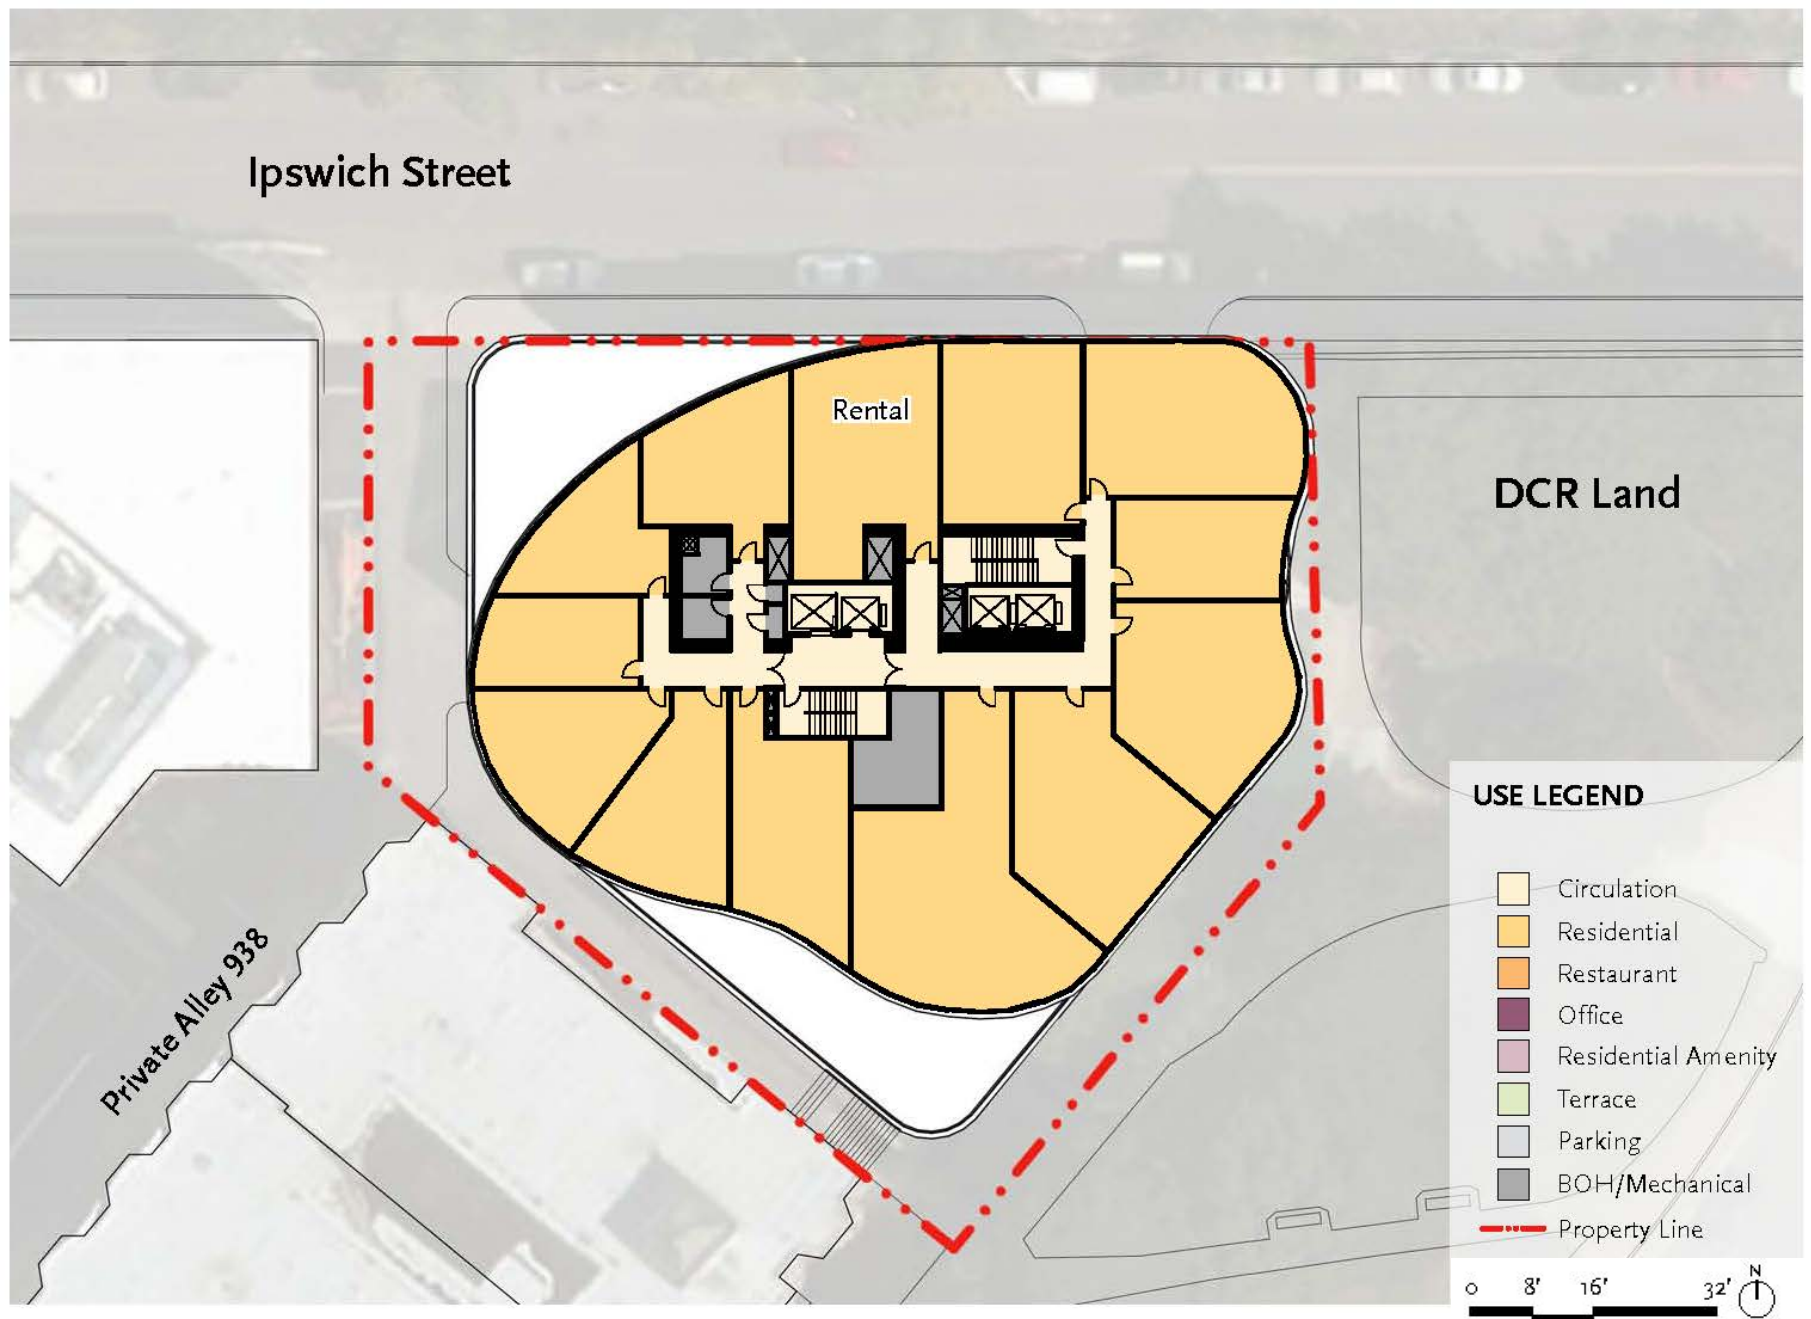 Ipswich Street
Rental
DCR Land
Private Alley 938
USE LEGEND
Circulation
Residential
Restaurant
Office
Residential Amenity
Terrace
Parking
BOH/Mechanical
Property Line
0 8' 16' 32' N